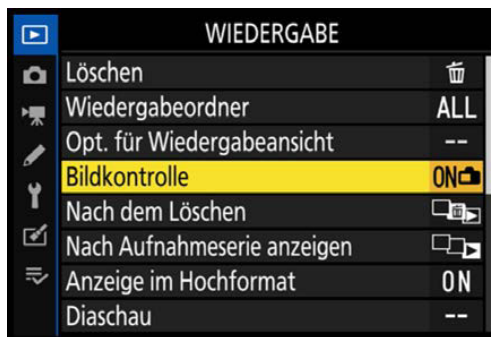 WIEDERGABE
Löschen
Wiedergabeordner ALL
Opt. für Wiedergabeansicht --
Bildkontrolle ON
Nach dem Löschen
Nach Aufnahmeserie anzeigen
Anzeige im Hochformat ON
Diaschau --